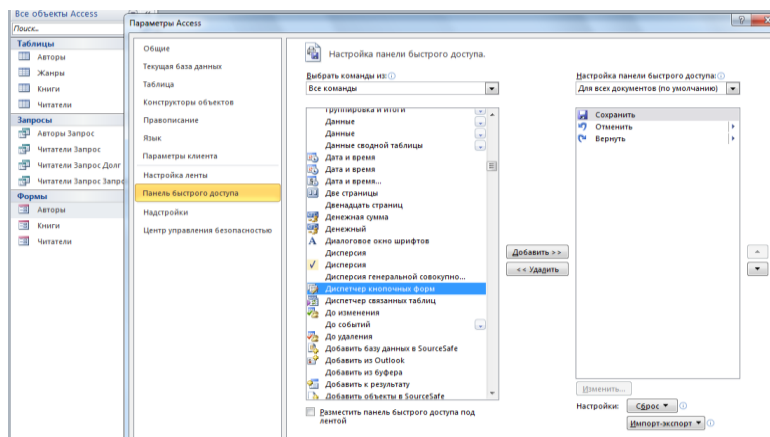 Все объекты Access
Поиск...
Таблицы
Авторы
Жанры
Книги
Читатели
Запросы
Авторы Запрос
Читатели Запрос
Читатели Запрос Долг
Читатели Запрос Запрос
Формы
Авторы
Книги
Читатели
Параметры Access
Общие
Текущая база данных
Таблица
Конструкторы объектов
Правописание
Язык
Параметры клиента
Настройка ленты
Панель быстрого доступа
Надстройки
Центр управления безопасностью
Настройка панели быстрого доступа.
Выбрать команды из:
Все команды
Группировка и итоги
Данные
Данные
Данные сводной таблицы
Дата и время
Дата и время
Дата и время...
Две страницы
Двенадцать страниц
Денежная сумма
Денежный
Диалоговое окно шрифтов
Дисперсия
Дисперсия
Дисперсия генеральной совокупно...
Диспетчер кнопочных форм
Диспетчер связанных таблиц
До изменения
До событий
До удаления
Добавить базу данных в SourceSafe
Добавить из Outlook
Добавить из буфера
Добавить к результату
Добавить объекты в SourceSafe
Разместить панель быстрого доступа под
лентой
Добавить >>
<< Удалить
Настройка панели быстрого доступа:
Для всех документов (по умолчанию)
Сохранить
Отменить
Вернуть
Изменить...
Настройки: Сброс
Импорт-экспорт